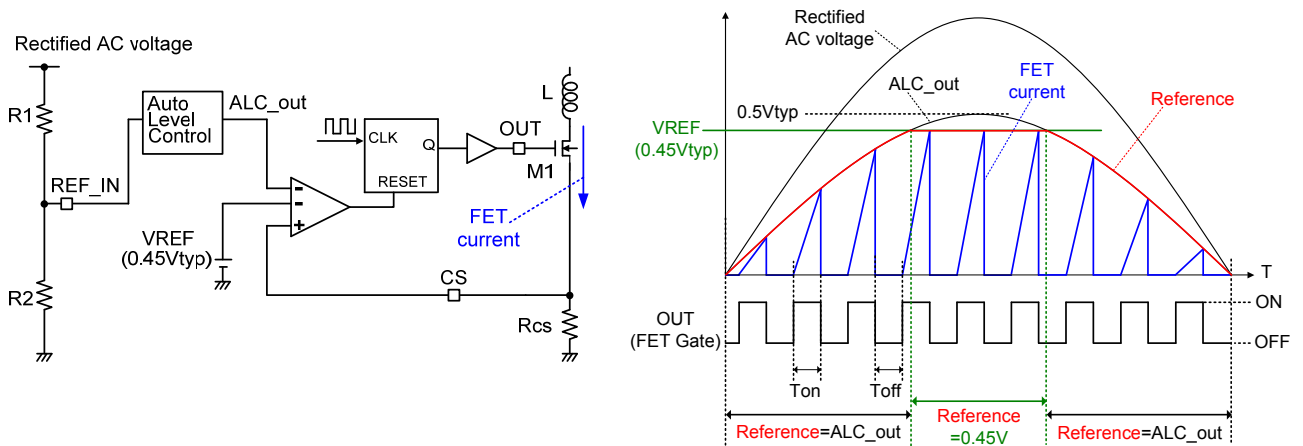 Rectified AC voltage
R1
Auto
Level
Control
ALC_out
REF_IN
R2
VREF
(0.45Vtyp)
-
-
+
CLK
Q
RESET
OUT
L
M1
FET
current
CS
Rcs
Rectified
AC voltage
ALC_out
FET
current
Reference
0.5Vtyp
VREF
(0.45Vtyp)
T
OUT
(FET Gate)
ON
OFF
Ton
Toff
Reference=ALC_out
Reference
=0.45V
Reference=ALC_out